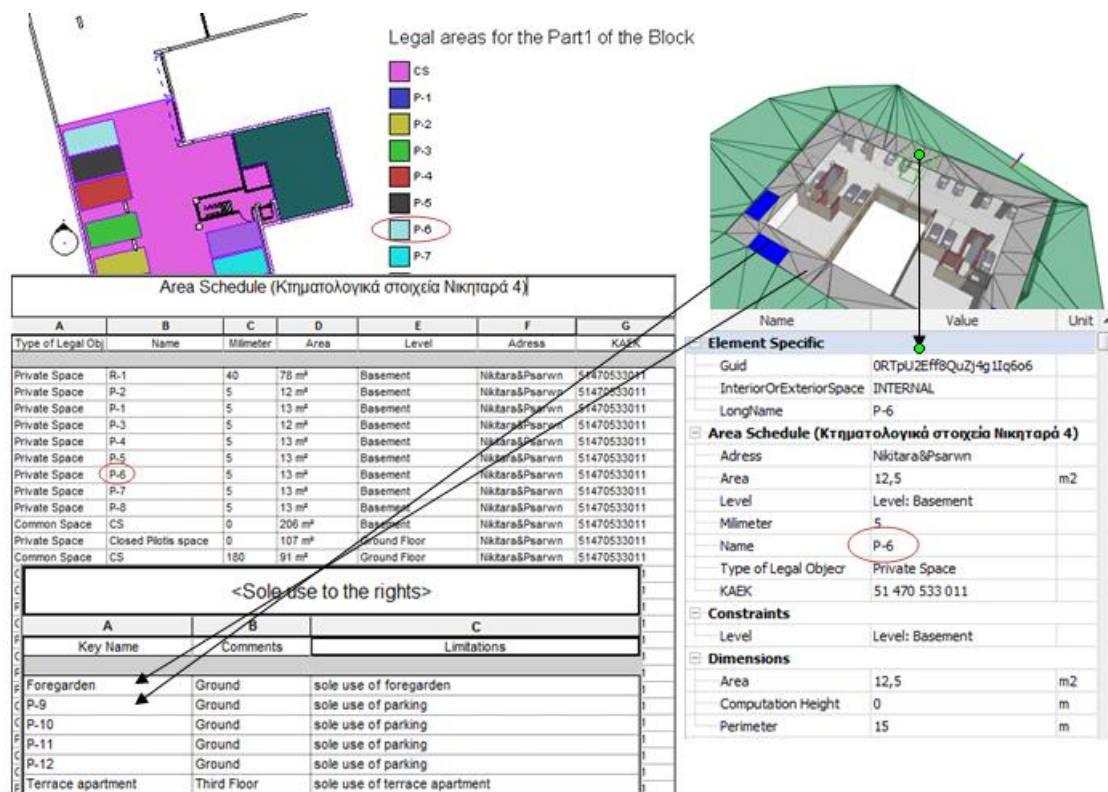 Legal areas for the Part1 of the Block
CS
P-1
P-2
P-3
P-4
P-5
P-6
P-7
Area Schedule (Κτηματολογικά στοιχεία Νικηταρά 4)
A B C D E F G
Type of Legal Obj Name Milimeter Area Level Adress KAEK
Private Space R-1 40 78 m² Basement Nikitara&Psarwn 51470533011
Private Space P-2 5 12 m² Basement Nikitara&Psarwn 51470533011
Private Space P-1 5 13 m² Basement Nikitara&Psarwn 51470533011
Private Space P-3 5 12 m² Basement Nikitara&Psarwn 51470533011
Private Space P-4 5 13 m² Basement Nikitara&Psarwn 51470533011
Private Space P-5 5 13 m² Basement Nikitara&Psarwn 51470533011
Private Space P-6 5 13 m² Basement Nikitara&Psarwn 51470533011
Private Space P-7 5 13 m² Basement Nikitara&Psarwn 51470533011
Private Space P-8 5 13 m² Basement Nikitara&Psarwn 51470533011
Common Space CS 0 206 m² Basement Nikitara&Psarwn 51470533011
Private Space Closed Pilotis space 0 107 m² Ground Floor Nikitara&Psarwn 51470533011
Common Space CS 180 91 m² Ground Floor Nikitara&Psarwn 51470533011
<Sole use to the rights>
A B C
Key Name Comments Limitations
Foregarden Ground sole use of foregarden
P-9 Ground sole use of parking
P-10 Ground sole use of parking
P-11 Ground sole use of parking
P-12 Ground sole use of parking
Terrace apartment Third Floor sole use of terrace apartment
Name Value Unit
Element Specific
Guid 0RTpU2Eff8QuZj4g1Iq6o6
InteriorOrExteriorSpace INTERNAL
LongName P-6
Area Schedule (Κτηματολογικά στοιχεία Νικηταρά 4)
Adress Nikitara&Psarwn
Area 12,5 m2
Level Level: Basement
Milimeter 5
Name P-6
Type of Legal Objecr Private Space
KAEK 51 470 533 011
Constraints
Level Level: Basement
Dimensions
Area 12,5 m2
Computation Height 0 m
Perimeter 15 m